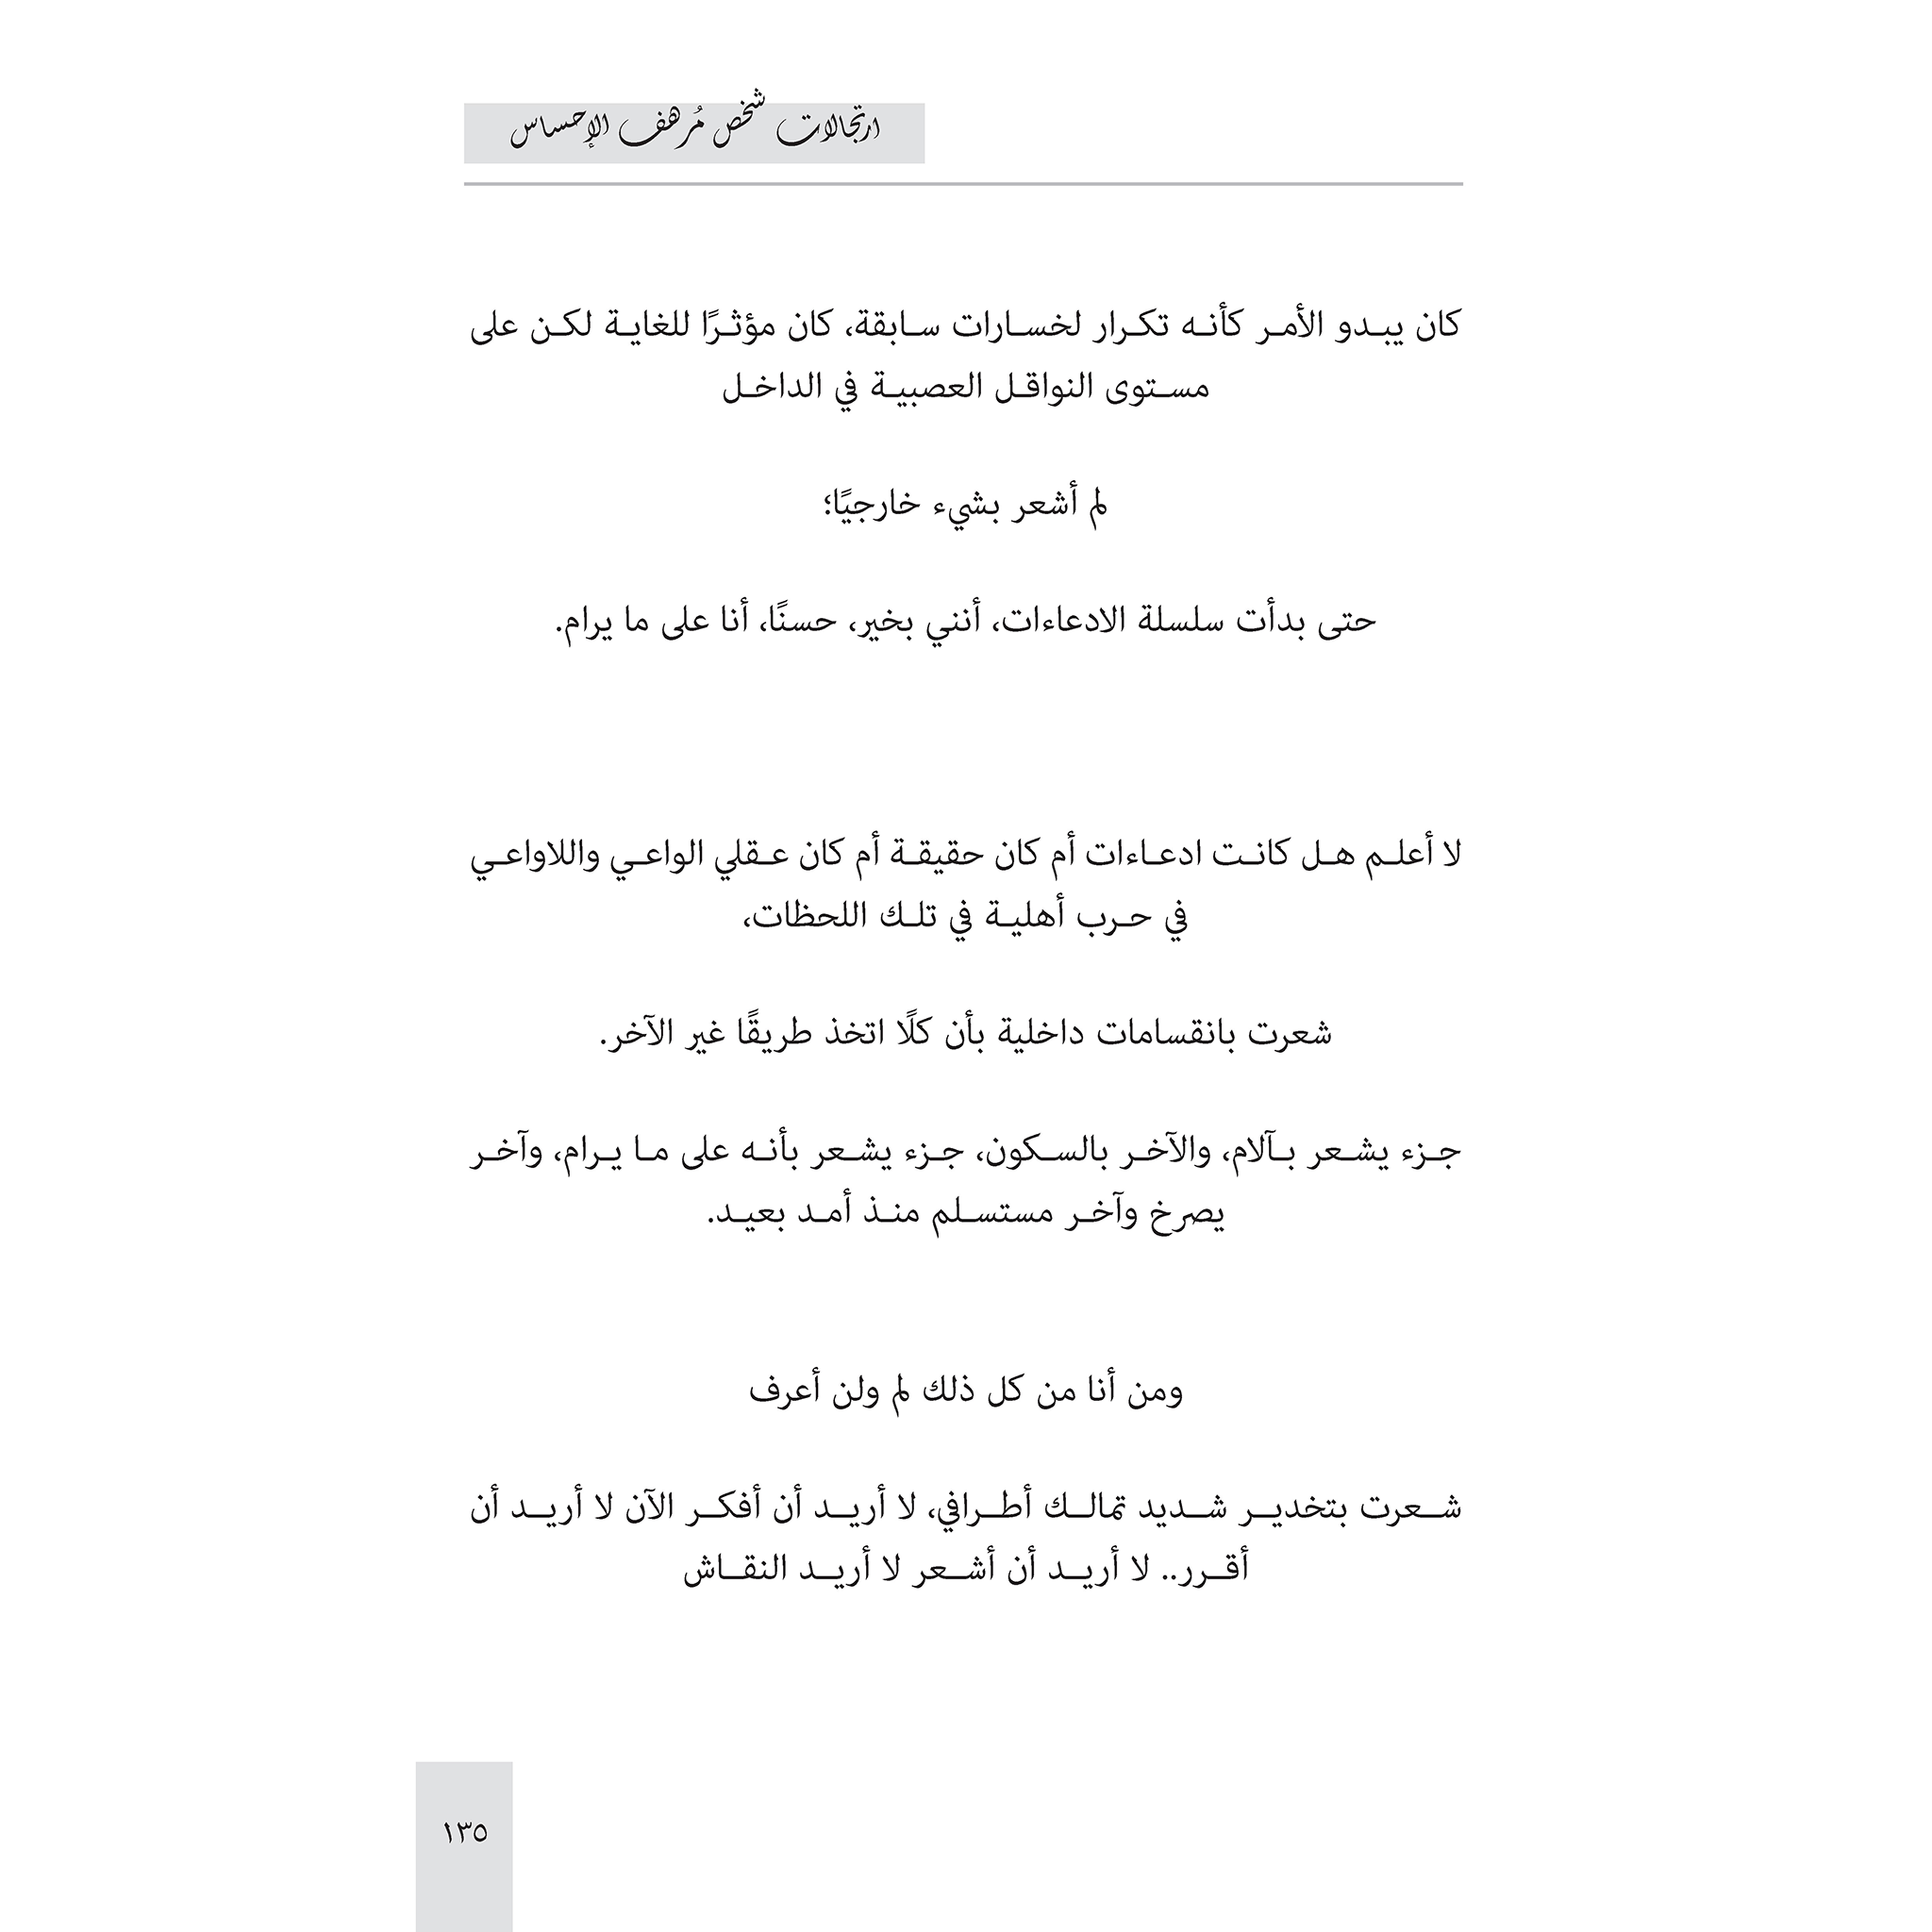 ارتجالات شخص مُرهف الإحساس
كان يبدو الأمر كأنه تكرار لخسارات سابقة، كان مؤثرًا للغاية لكن على
مستوى النواقل العصبية في الداخل
لم أشعر بشيء خارجيًا؛
حتى بدأت سلسلة الادعاءات، أنني بخير، حسنًا، أنا على ما يرام.
لا أعلم هل كانت ادعاءات أم كان حقيقة أم كان عقلي الواعي واللاواعي
في حرب أهلية في تلك اللحظات،
شعرت بانقسامات داخلية بأن كلًا اتخذ طريقًا غير الآخر.
جزء يشعر بآلام، والآخر بالسكون، جزء يشعر بأنه على ما يرام، وآخر
يصرخ وآخر مستسلم منذ أمد بعيد.
ومن أنا من كل ذلك لم ولن أعرف
شعرت بتخدير شديد تمالك أطرافي، لا أريد أن أفكر الآن لا أريد أن
أقرر.. لا أريد أن أشعر لا أريد النقاش
١٣٥